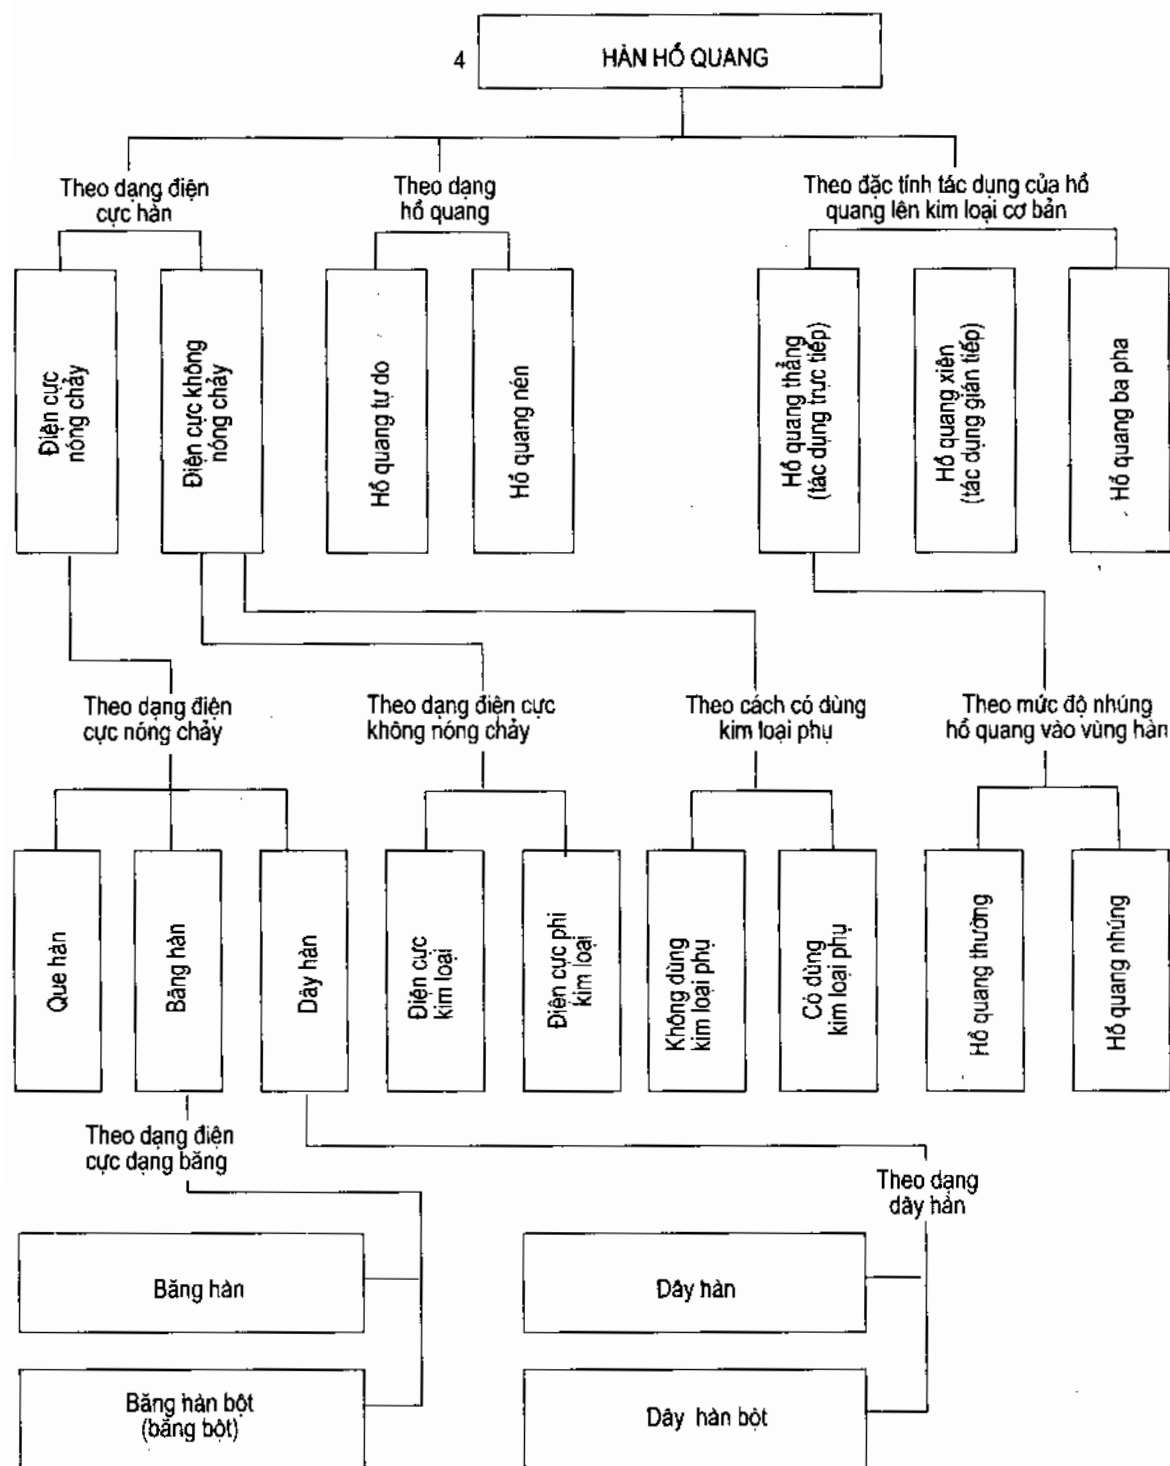 4
HÀN HỒ QUANG
Theo dạng điện
cực hàn
Theo dạng
hồ quang
Theo đặc tính tác dụng của hồ
quang lên kim loại cơ bản
Điện cực
nóng chảy
Điện cực không
nóng chảy
Hồ quang tự do
Hồ quang nén
Hồ quang thẳng
(tác dụng trực tiếp)
Hồ quang xiên
(tác dụng gián tiếp)
Hồ quang ba pha
Theo dạng điện
cực nóng chảy
Theo dạng điện cực
không nóng chảy
Theo cách có dùng
kim loại phụ
Theo mức độ nhúng
hồ quang vào vùng hàn
Que hàn
Băng hàn
Dây hàn
Điện cực
kim loại
Điện cực phi
kim loại
Không dùng
kim loại phụ
Có dùng
kim loại phụ
Hồ quang thường
Hồ quang nhúng
Theo dạng điện
cực dạng băng
Theo dạng
dây hàn
Băng hàn
Dây hàn
Băng hàn bột
(băng bột)
Dây hàn bột